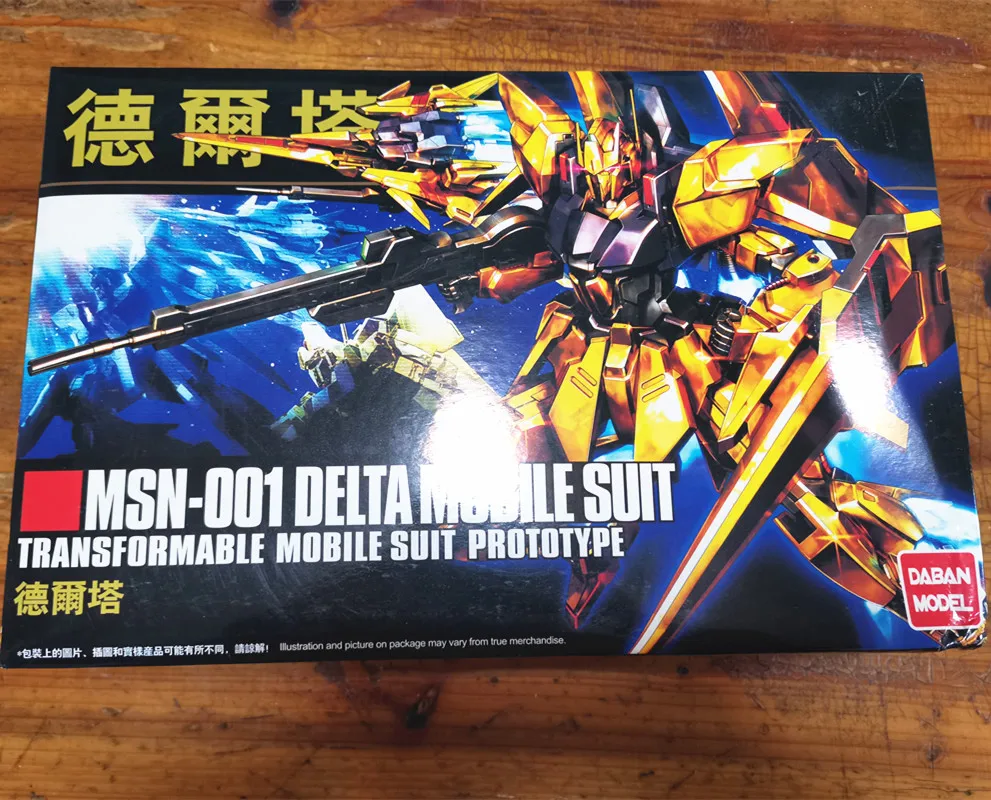 德爾塔
MSN-001 DELTA MOBILE SUIT
TRANSFORMABLE MOBILE SUIT PROTOTYPE
德爾塔
DABAN
MODEL
*包裝上的圖片、插圖和實樣産品可能有所不同，請諒解! Illustration and picture on package may vary from true merchandise.